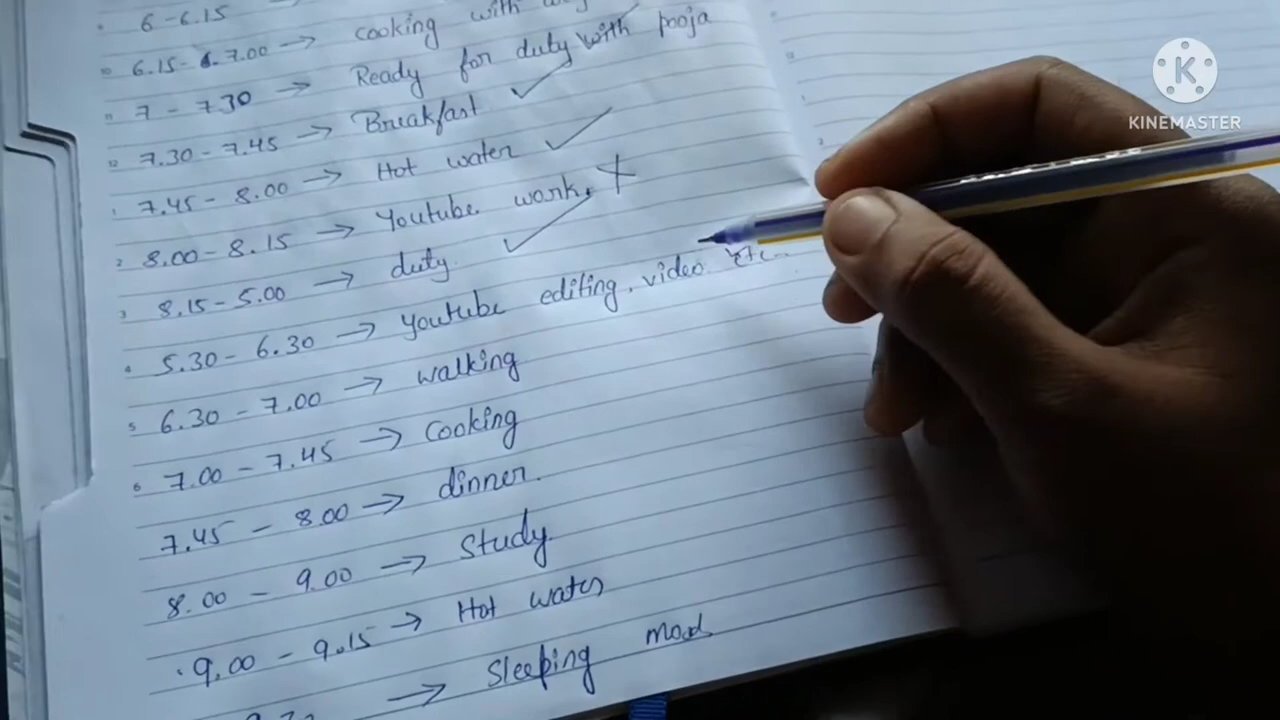 6 - 6.15
6.15 - 7.00 → cooking with
7 - 7.30 → Ready for duty with pooja
7.30 - 7.45 → Breakfast ✓
7.45 - 8.00 → Hot water ✓
8.00 - 8.15 → Youtube work. X
8.15 - 5.00 → duty. ✓
5.30 - 6.30 → Youtube editing, video etc..
6.30 - 7.00 → walking
7.00 - 7.45 → Cooking
7.45 - 8.00 → dinner.
8.00 - 9.00 → Study.
9.00 - 9.15 → Hot water
→ Sleeping mod
K
KINEMASTER